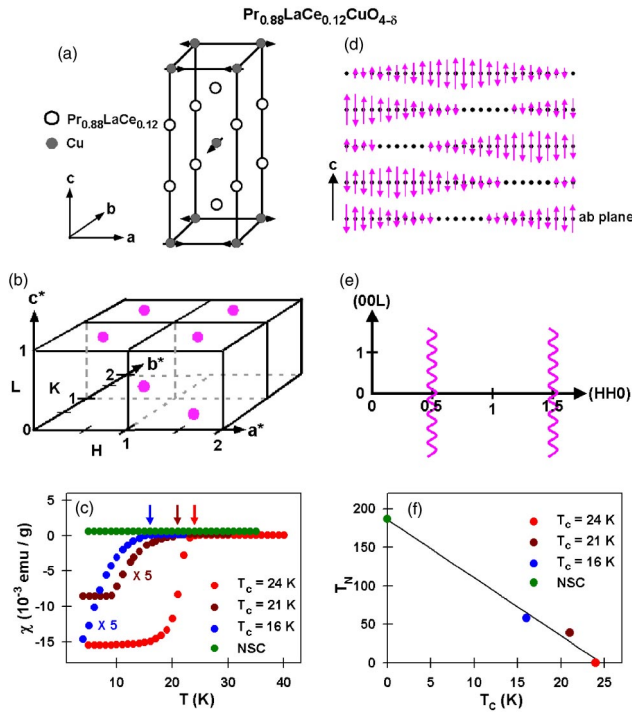 Pr0.88LaCe0.12CuO4-δ
(a)
Pr0.88LaCe0.12
Cu
c
b
a
(d)
c
ab plane
(b)
c*
1
L
K
b*
2
1
0
H
1
2
a*
(e)
(00L)
1
0
0
0.5
1
1.5
(HH0)
(c)
5
0
-5
-10
-15
χ (10-3 emu / g)
X 5
X 5
Tc = 24 K
Tc = 21 K
Tc = 16 K
NSC
10
20
30
40
T (K)
(f)
200
150
100
50
0
TN
Tc = 24 K
Tc = 21 K
Tc = 16 K
NSC
0
5
10
15
20
25
Tc (K)